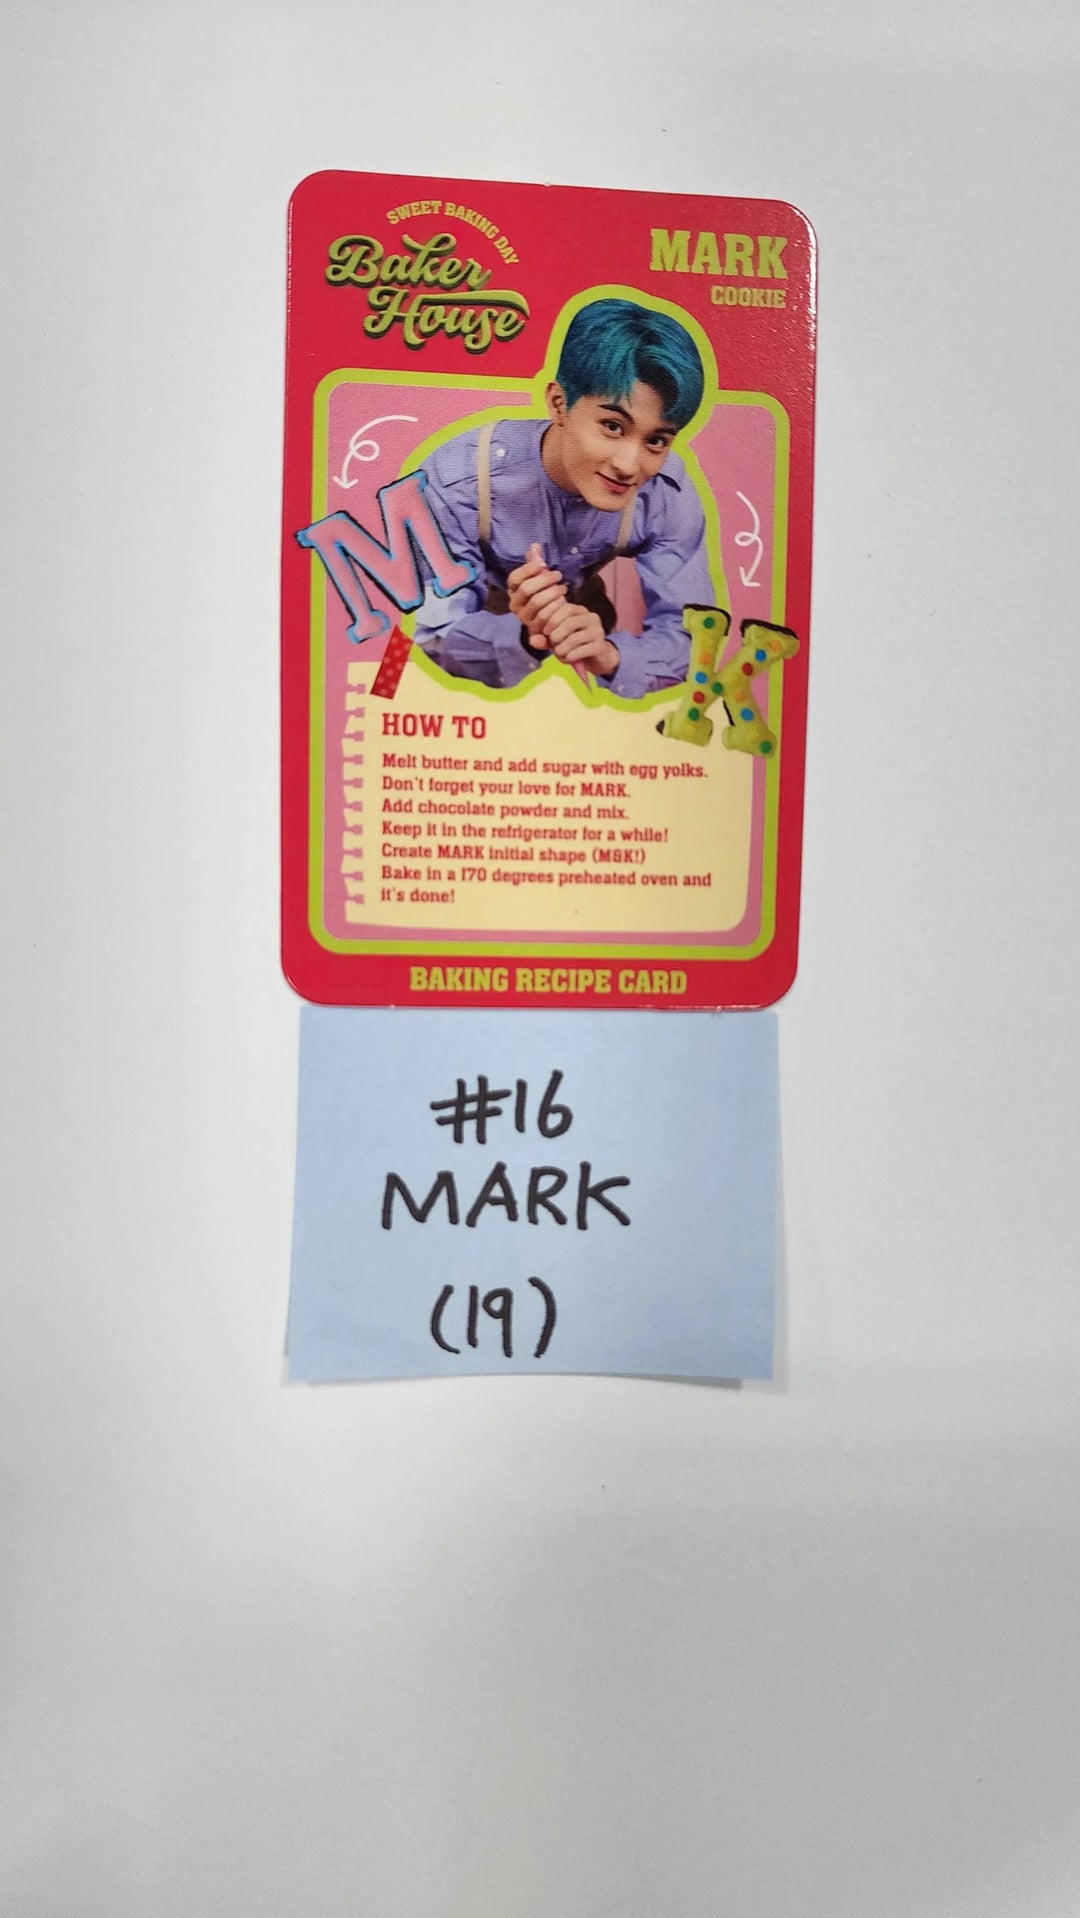 SWEET BAKING DAY
Baker
House
MARK
COOKIE
M
K
HOW TO
Melt butter and add sugar with egg yolks.
Don't forget your love for MARK.
Add chocolate powder and mix.
Keep it in the refrigerator for a while!
Create MARK initial shape (M&K!)
Bake in a 170 degrees preheated oven and
it's done!
BAKING RECIPE CARD
#16
MARK
(19)